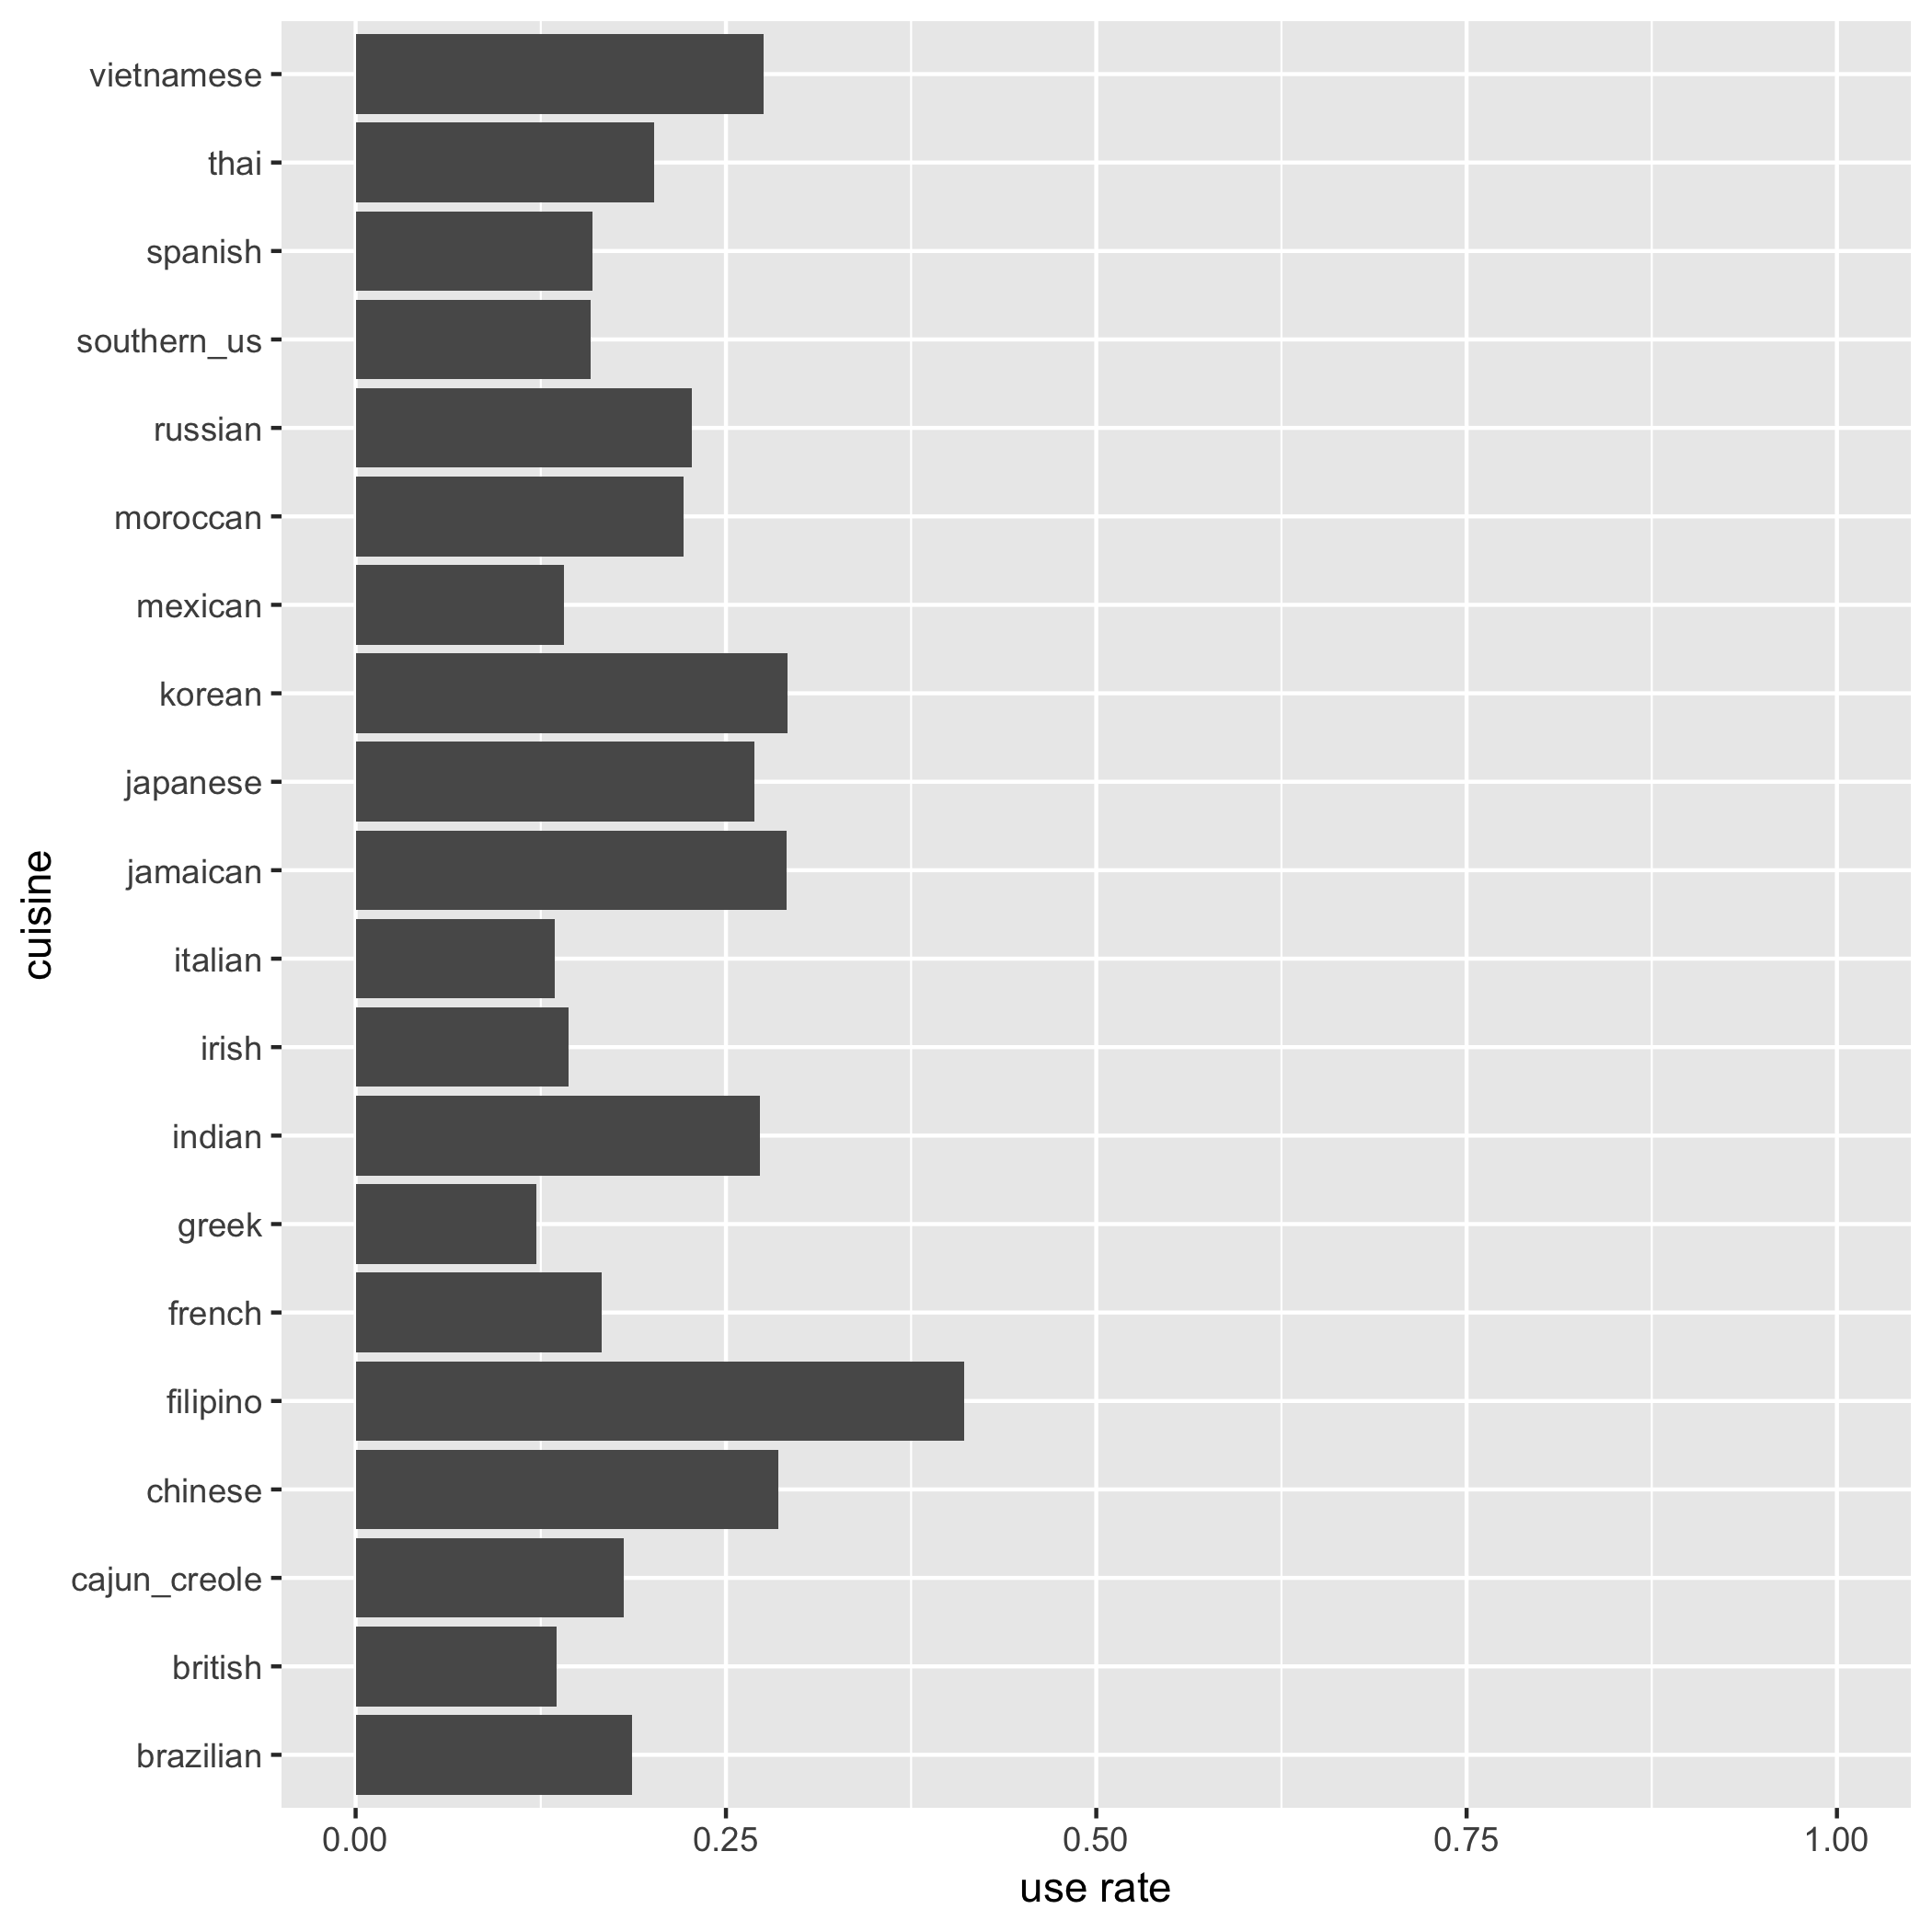 vietnamese
thai
spanish
southern_us
russian
moroccan
mexican
korean
japanese
jamaican
italian
irish
indian
greek
french
filipino
chinese
cajun_creole
british
brazilian
cuisine
0.00 0.25 0.50 0.75 1.00
use rate